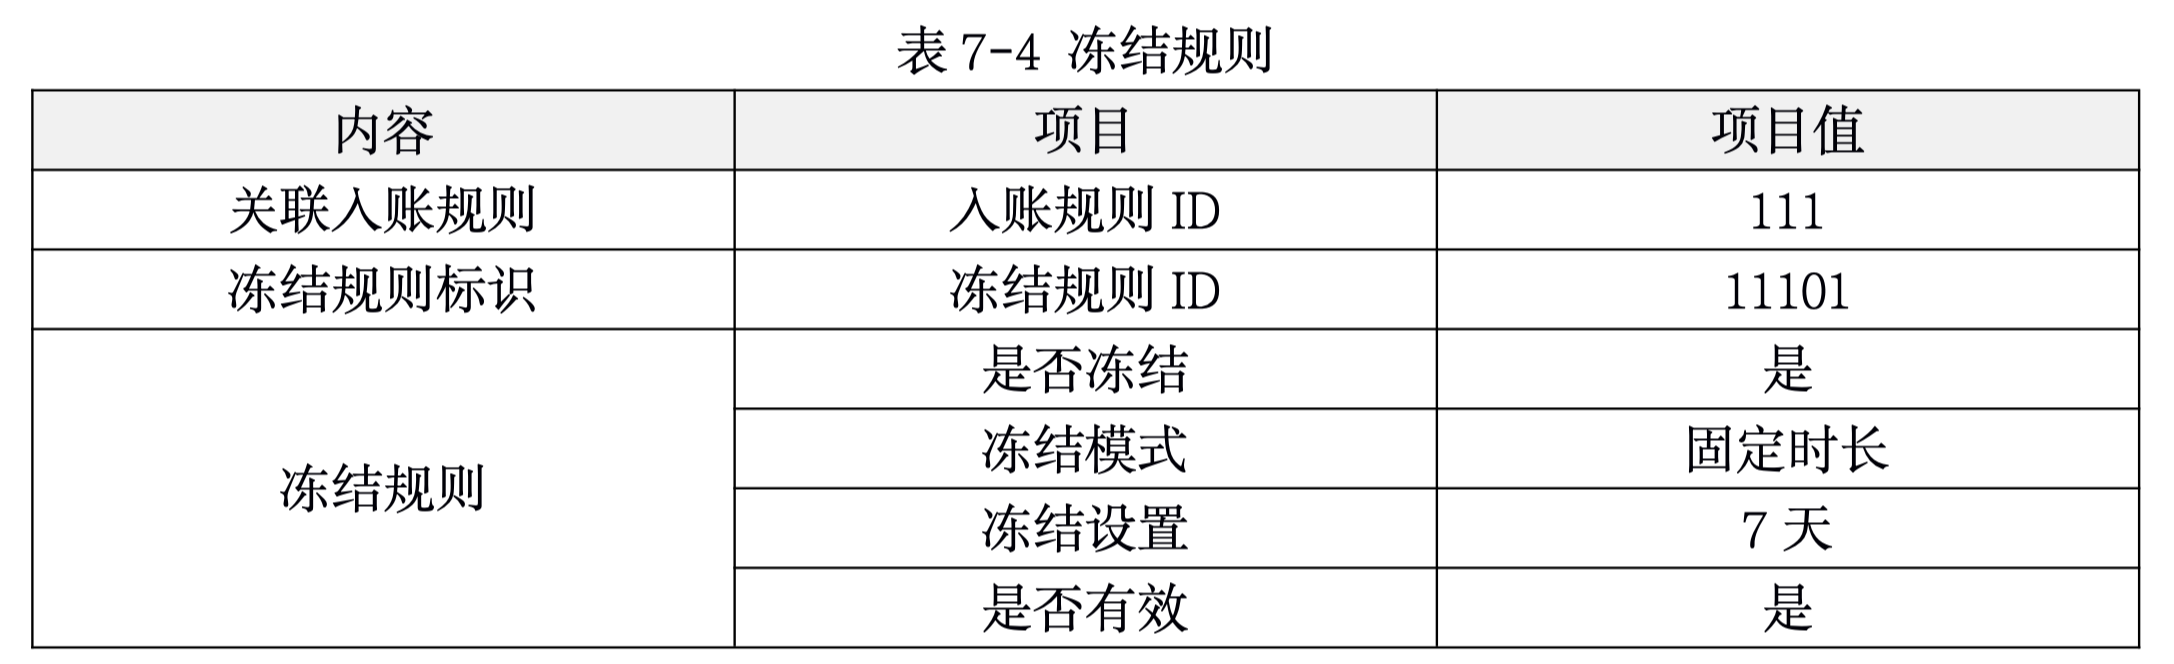 表 7-4 冻结规则
内容 项目 项目值
关联入账规则 入账规则 ID 111
冻结规则标识 冻结规则 ID 11101
冻结规则 是否冻结 是
冻结模式 固定时长
冻结设置 7 天
是否有效 是